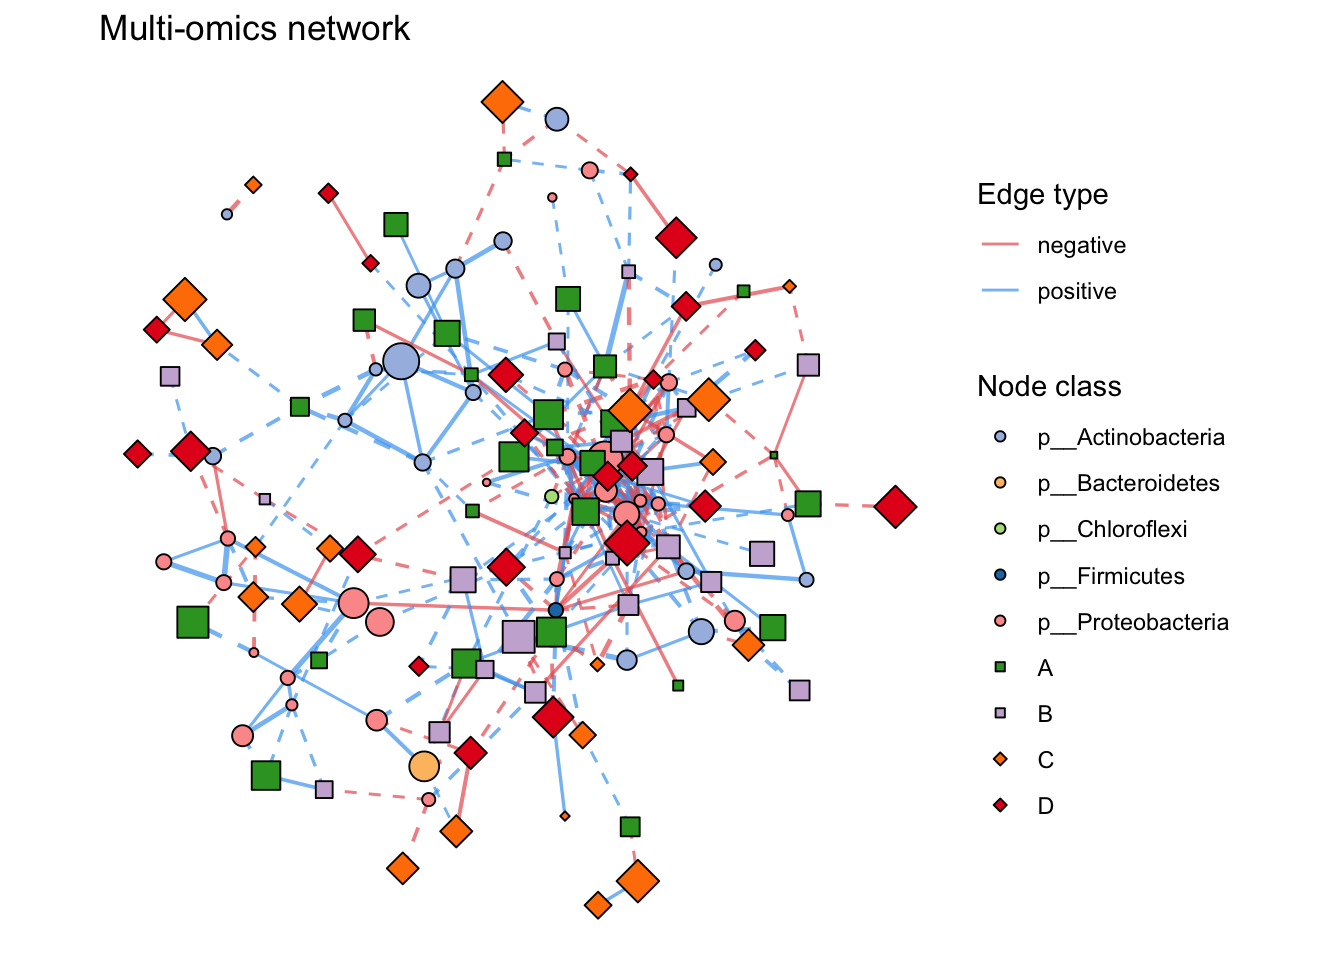 Multi-omics network
Edge type
negative
positive
Node class
p__Actinobacteria
p__Bacteroidetes
p__Chloroflexi
p__Firmicutes
p__Proteobacteria
A
B
C
D